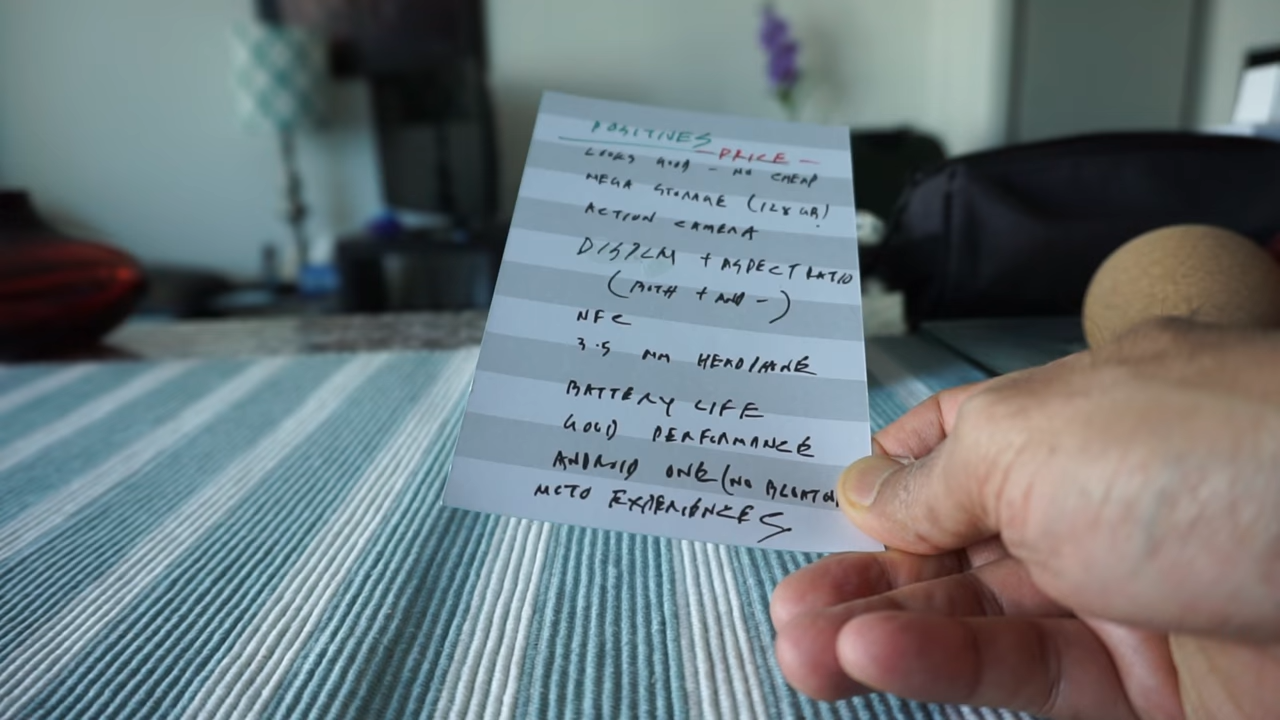 POSITIVES PRICE -
LOOKS GOOD - NO CHEAP
MEGA STORAGE (128 GB)
ACTION CAMERA
DISPLAY + ASPECT RATIO
(BOTH + AND -)
NFC
3.5 MM HEADPHONE
BATTERY LIFE
GOOD PERFORMANCE
ANDROID ONE (NO
MOTO EXPERIENCES